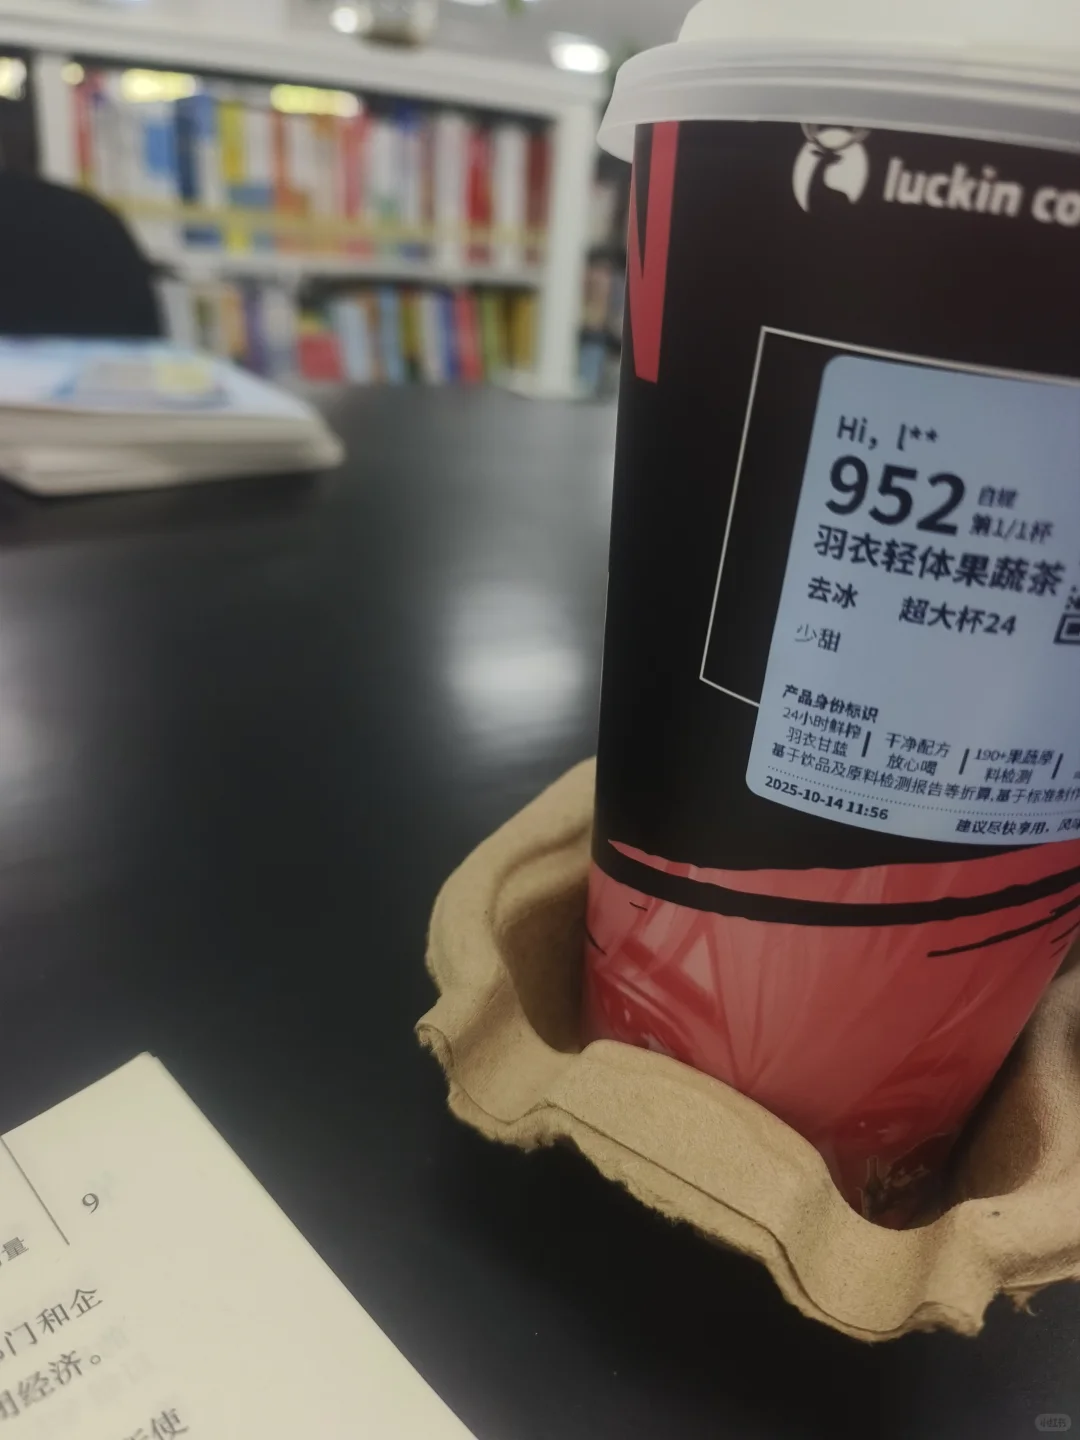 luckin co
Hi, l**
952 自提
第1/1杯
羽衣轻体果蔬茶
去冰 超大杯24
少甜
产品身份标识
24小时鲜榨 羽衣甘蓝 | 干净配方 放心喝 | 190+果蔬原料检测 |
基于饮品及原料检测报告等折算,基于标准制作
2025-10-14 11:56
建议尽快享用，风味
9
量
门和企
经济。
使
小红书